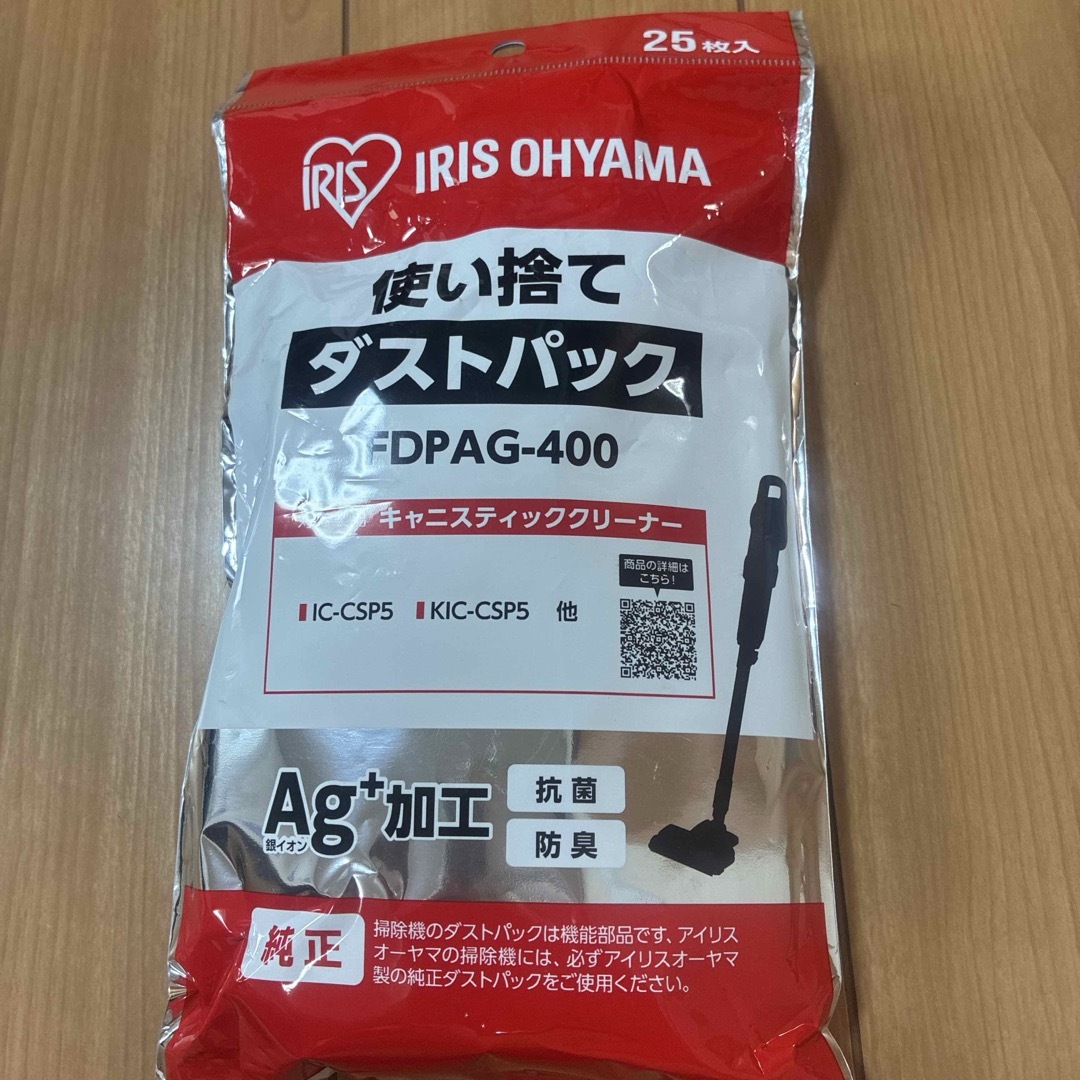 25枚入
IRIS IRIS OHYAMA
使い捨て
ダストパック
FDPAG-400
キャニスティッククリーナー
商品の詳細は
こちら!
IC-CSP5 KIC-CSP5 他
Ag+加工
銀イオン
抗菌
防臭
純正
掃除機のダストパックは機能部品です、アイリス
オーヤマの掃除機には、必ずアイリスオーヤマ
製の純正ダストパックをご使用ください。